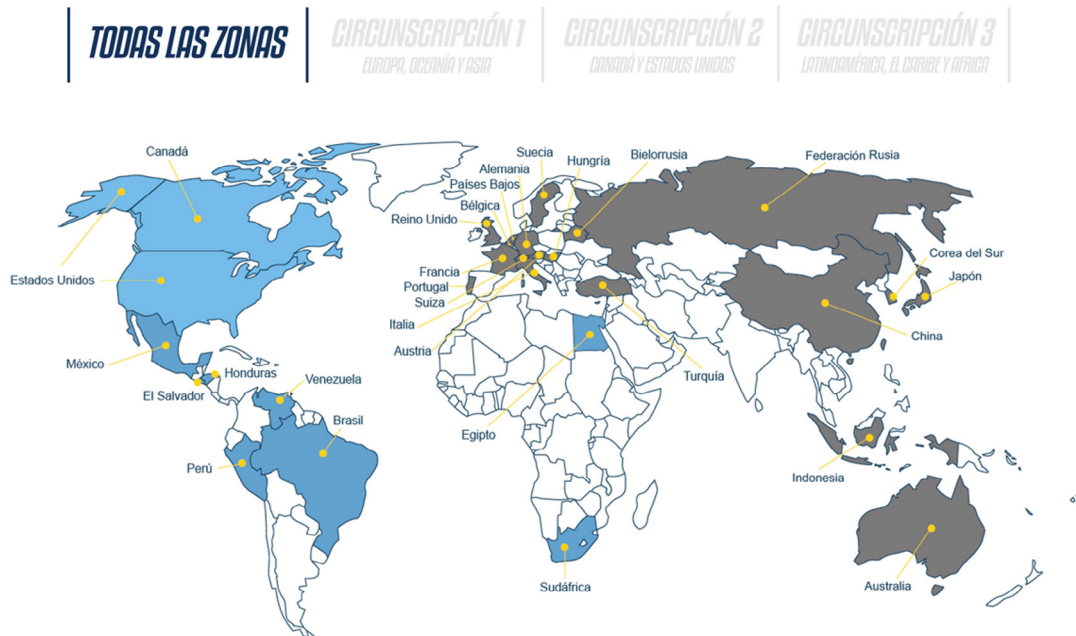 TODAS LAS ZONAS
CIRCUNSCRIPCIÓN 1
EUROPA, OCEANÍA Y ASIA
CIRCUNSCRIPCIÓN 2
CANADÁ Y ESTADOS UNIDOS
CIRCUNSCRIPCIÓN 3
LATINOAMÉRICA, EL CARIBE Y AFRICA
Canadá
Suecia
Hungría
Bielorrusia
Federación Rusia
Alemania
Países Bajos
Bélgica
Reino Unido
Estados Unidos
Francia
Portugal
Suiza
Italia
Austria
Corea del Sur
Japón
China
México
Honduras
El Salvador
Venezuela
Turquía
Brasil
Egipto
Perú
Indonesia
Sudáfrica
Australia